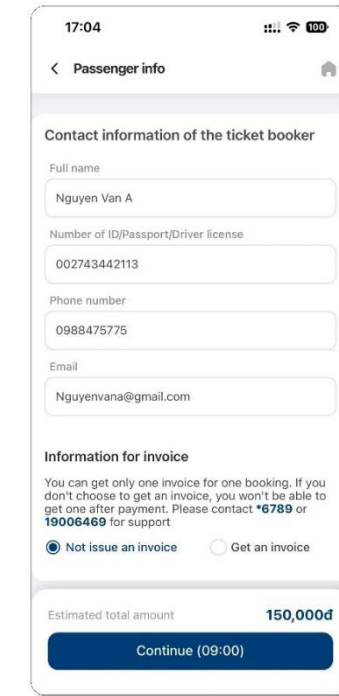 17:04
100
Passenger info
Contact information of the ticket booker
Full name
Nguyen Van A
Number of ID/Passport/Driver license
002743442113
Phone number
0988475775
Email
Nguyenvana@gmail.com
Information for invoice
You can get only one invoice for one booking. If you
don't choose to get an invoice, you won't be able to
get one after payment. Please contact *6789 or
19006469 for support
Not issue an invoice Get an invoice
Estimated total amount 150,000đ
Continue (09:00)